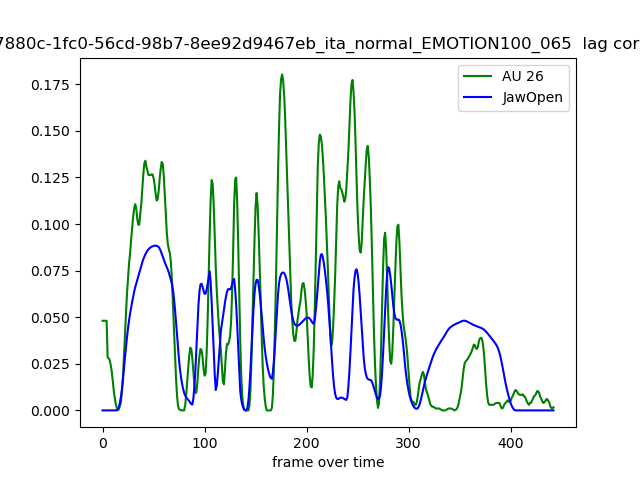 7880c-1fc0-56cd-98b7-8ee92d9467eb_ita_normal_EMOTION100_065 lag cor
AU 26
JawOpen
0.175
0.150
0.125
0.100
0.075
0.050
0.025
0.000
0 100 200 300 400
frame over time